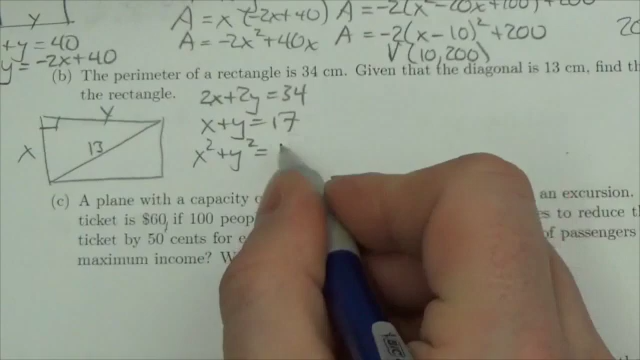 A = x (-2x+40) A = -2(x² - 20x + 100) + 200
+ y = 40 A = -2x² + 40x A = -2(x - 10)² + 200
y = -2x+40 V (10,200) 20
(b) The perimeter of a rectangle is 34 cm. Given that the diagonal is 13 cm, find th
the rectangle. 2x+2y = 34
y
x + y = 17
x 13
x² + y² =
(c) A plane with a capacity an excursion.
ticket is $60, if 100 peop es to reduce th
ticket by 50 cents for e of passengers
maximum income? W